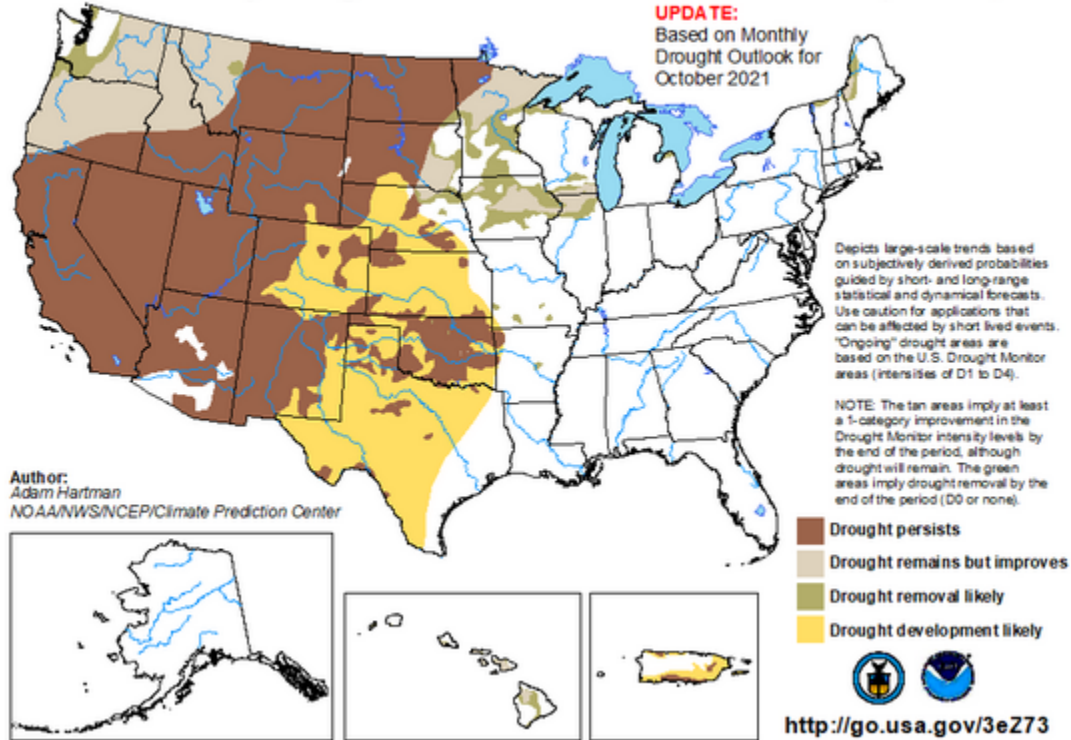 UPDATE:
Based on Monthly
Drought Outlook for
October 2021
Depicts large-scale trends based
on subjectively derived probabilities
guided by short- and long-range
statistical and dynamical forecasts.
Use caution for applications that
can be affected by short lived events.
"Ongoing" drought areas are
based on the U.S. Drought Monitor
areas (intensities of D1 to D4).
NOTE: The tan areas imply at least
a 1-category improvement in the
Drought Monitor intensity levels by
the end of the period, although
drought will remain. The green
areas imply drought removal by the
end of the period (D0 or none).
Author:
Adam Hartman
NOAA/NWS/NCEP/Climate Prediction Center
Drought persists
Drought remains but improves
Drought removal likely
Drought development likely
http://go.usa.gov/3eZ73